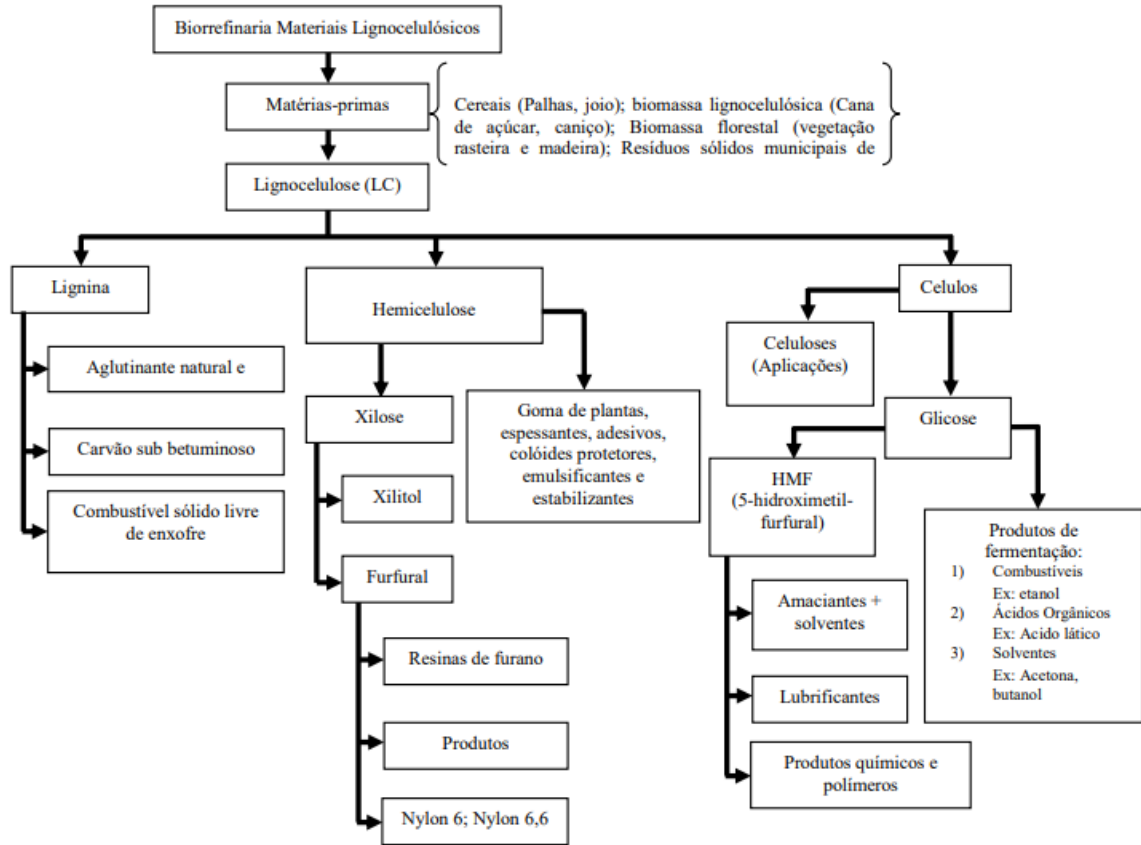 Biorrefinaria Materiais Lignocelulósicos
Matérias-primas
Cereais (Palhas, joio); biomassa lignocelulósica (Cana
de açúcar, caniço); Biomassa florestal (vegetação
rasteira e madeira); Resíduos sólidos municipais de
Lignocelulose (LC)
Lignina
Aglutinante natural e
Carvão sub betuminoso
Combustível sólido livre
de enxofre
Hemicelulose
Xilose
Xilitol
Furfural
Resinas de furano
Produtos
Nylon 6; Nylon 6,6
Goma de plantas,
espessantes, adesivos,
colóides protetores,
emulsificantes e
estabilizantes
Celulos
Celuloses
(Aplicações)
Glicose
HMF
(5-hidroximetil-
furfural)
Amaciantes +
solventes
Lubrificantes
Produtos químicos e
polímeros
Produtos de
fermentação:
1) Combustíveis
Ex: etanol
2) Ácidos Orgânicos
Ex: Acido lático
3) Solventes
Ex: Acetona,
butanol